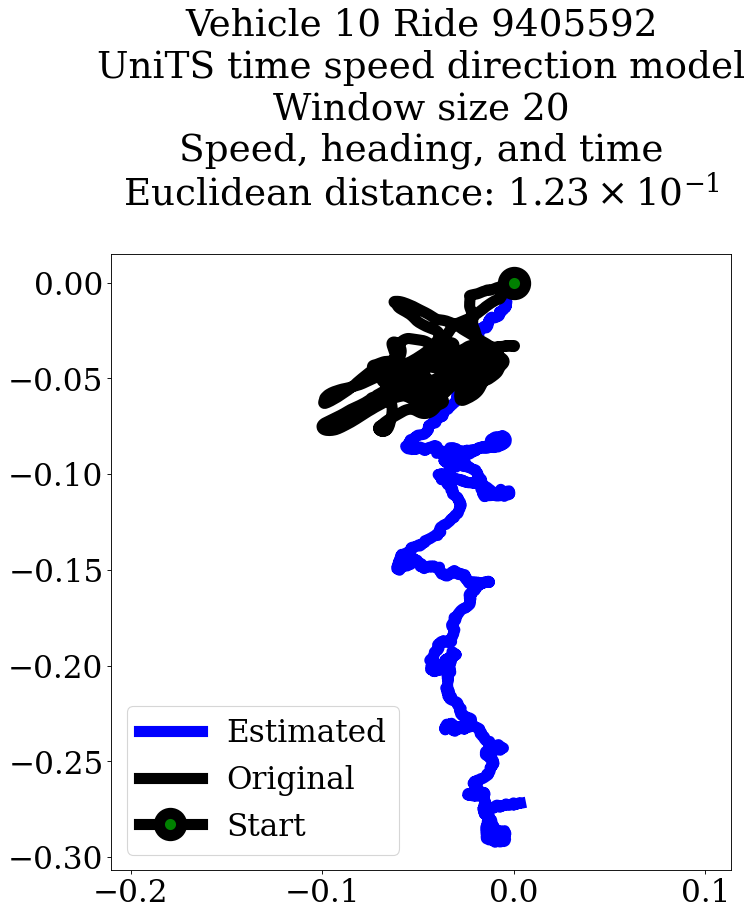 Vehicle 10 Ride 9405592
UniTS time speed direction model
Window size 20
Speed, heading, and time
Euclidean distance: 1.23 × 10⁻¹
0.00
−0.05
−0.10
−0.15
−0.20
−0.25
−0.30
Estimated
Original
Start
−0.2
−0.1
0.0
0.1